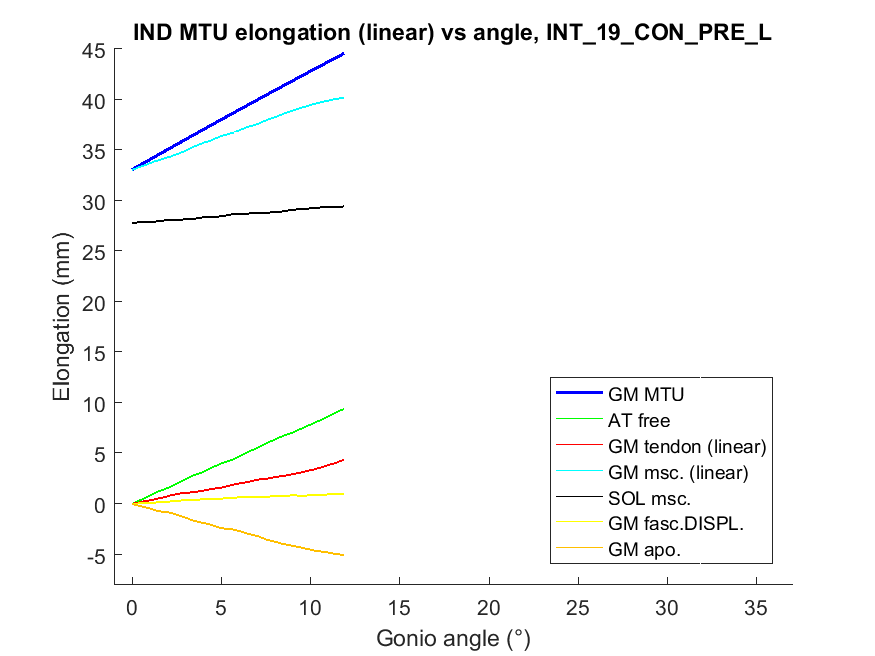 IND MTU elongation (linear) vs angle, INT_19_CON_PRE_L
45
40
35
30
25
20
15
10
5
0
-5
Elongation (mm)
0 5 10 15 20 25 30 35
Gonio angle (°)
GM MTU
AT free
GM tendon (linear)
GM msc. (linear)
SOL msc.
GM fasc.DISPL.
GM apo.